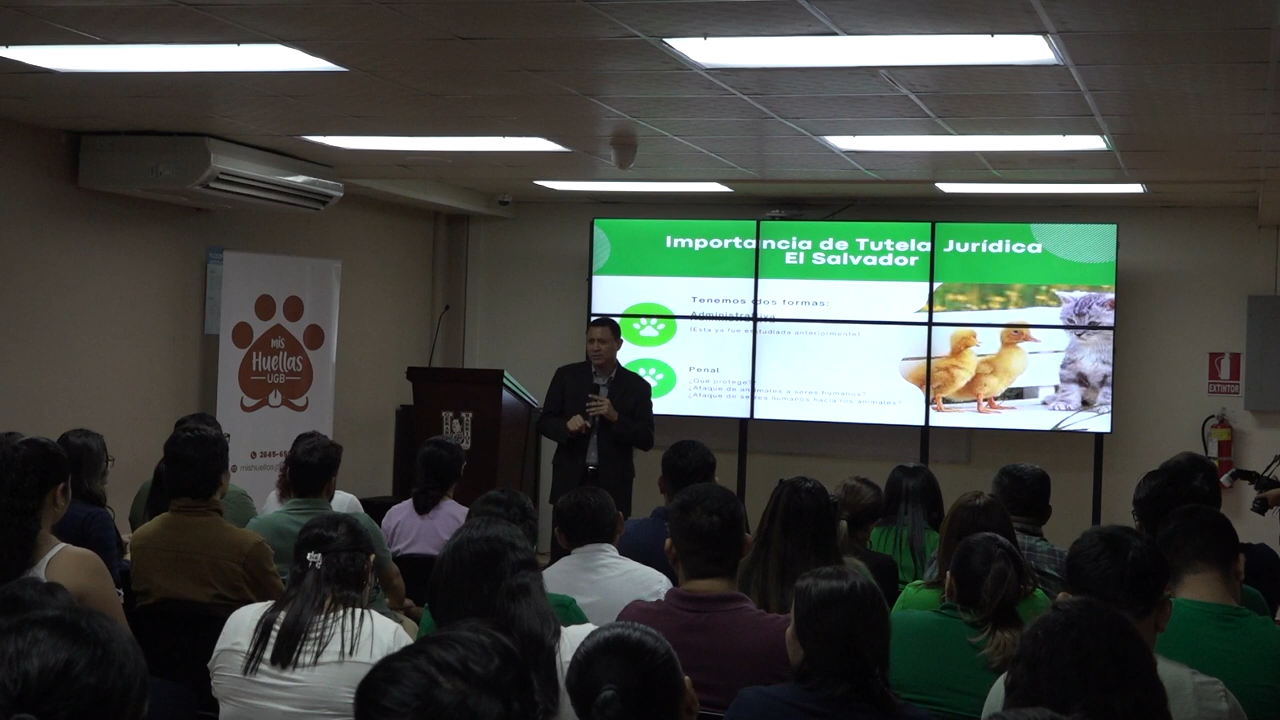 Importancia de Tutela Jurídica
El Salvador
Tenemos dos formas:
Administrativa
(Esta ya fue estudiada anteriormente)
Penal
¿Qué protege?
¿Ataque de animales a seres humanos?
¿Ataque de seres humanos hacia los animales?
mis
Huellas
UGB
EXTINTOR